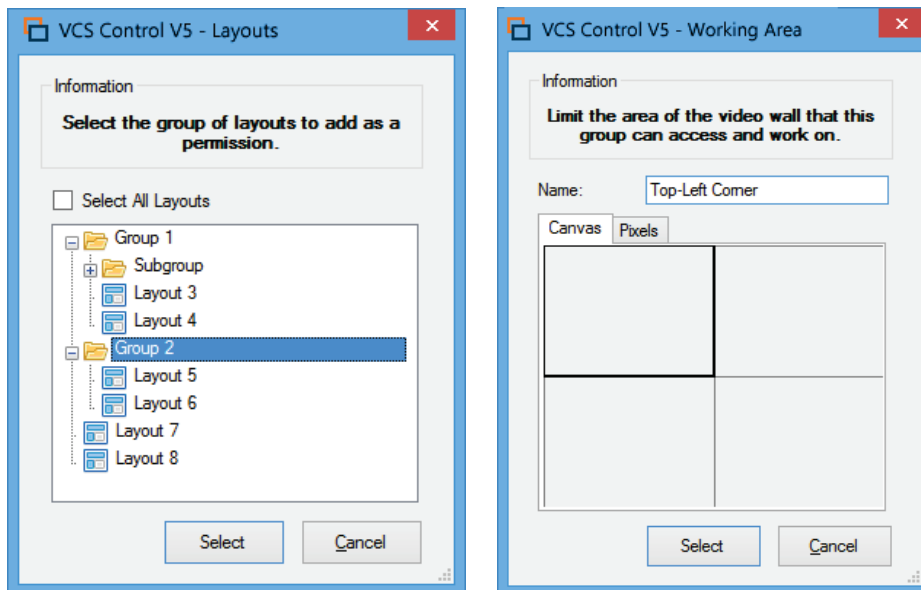 VCS Control V5 - Layouts
Information
Select the group of layouts to add as a
permission.
Select All Layouts
Group 1
Subgroup
Layout 3
Layout 4
Group 2
Layout 5
Layout 6
Layout 7
Layout 8
Select
Cancel
VCS Control V5 - Working Area
Information
Limit the area of the video wall that this
group can access and work on.
Name:
Top-Left Corner
Canvas
Pixels
Select
Cancel